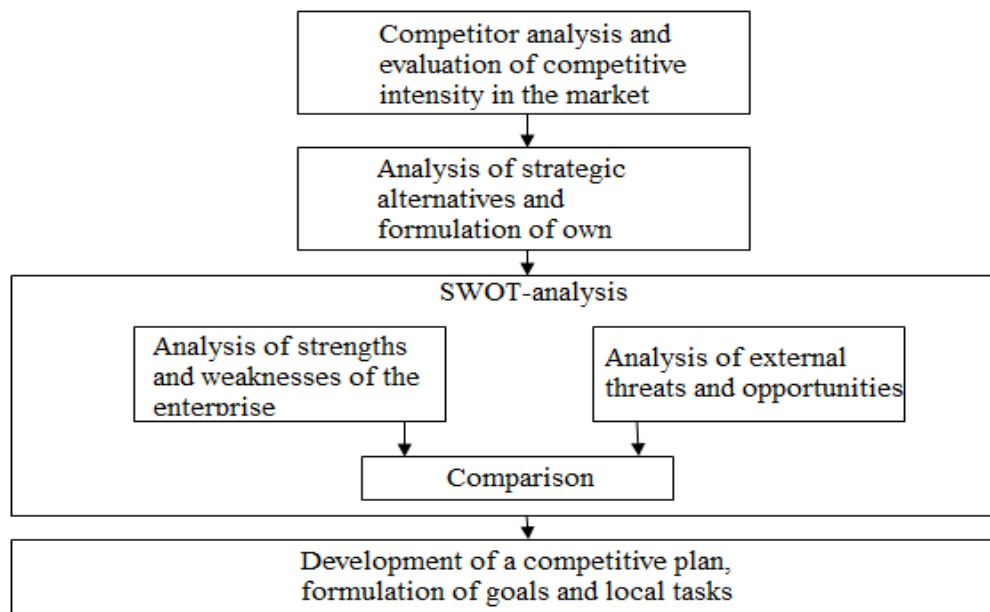 Competitor analysis and
evaluation of competitive
intensity in the market
Analysis of strategic
alternatives and
formulation of own
SWOT-analysis
Analysis of strengths
and weaknesses of the
enterprise
Analysis of external
threats and opportunities
Comparison
Development of a competitive plan,
formulation of goals and local tasks